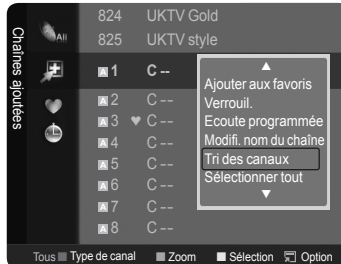 Chaînes ajoutées
All
824 UKTV Gold
825 UKTV style
A 1 C --
A 2 C --
A 3 ♥ C --
A 4 C --
A 5 C --
A 6 C --
A 7 C --
A 8 C --
▲
Ajouter aux favoris
Verrouil.
Ecoute programmée
Modifi. nom du chaîne
Tri des canaux
Sélectionner tout
▼
Tous Type de canal Zoom Sélection Option